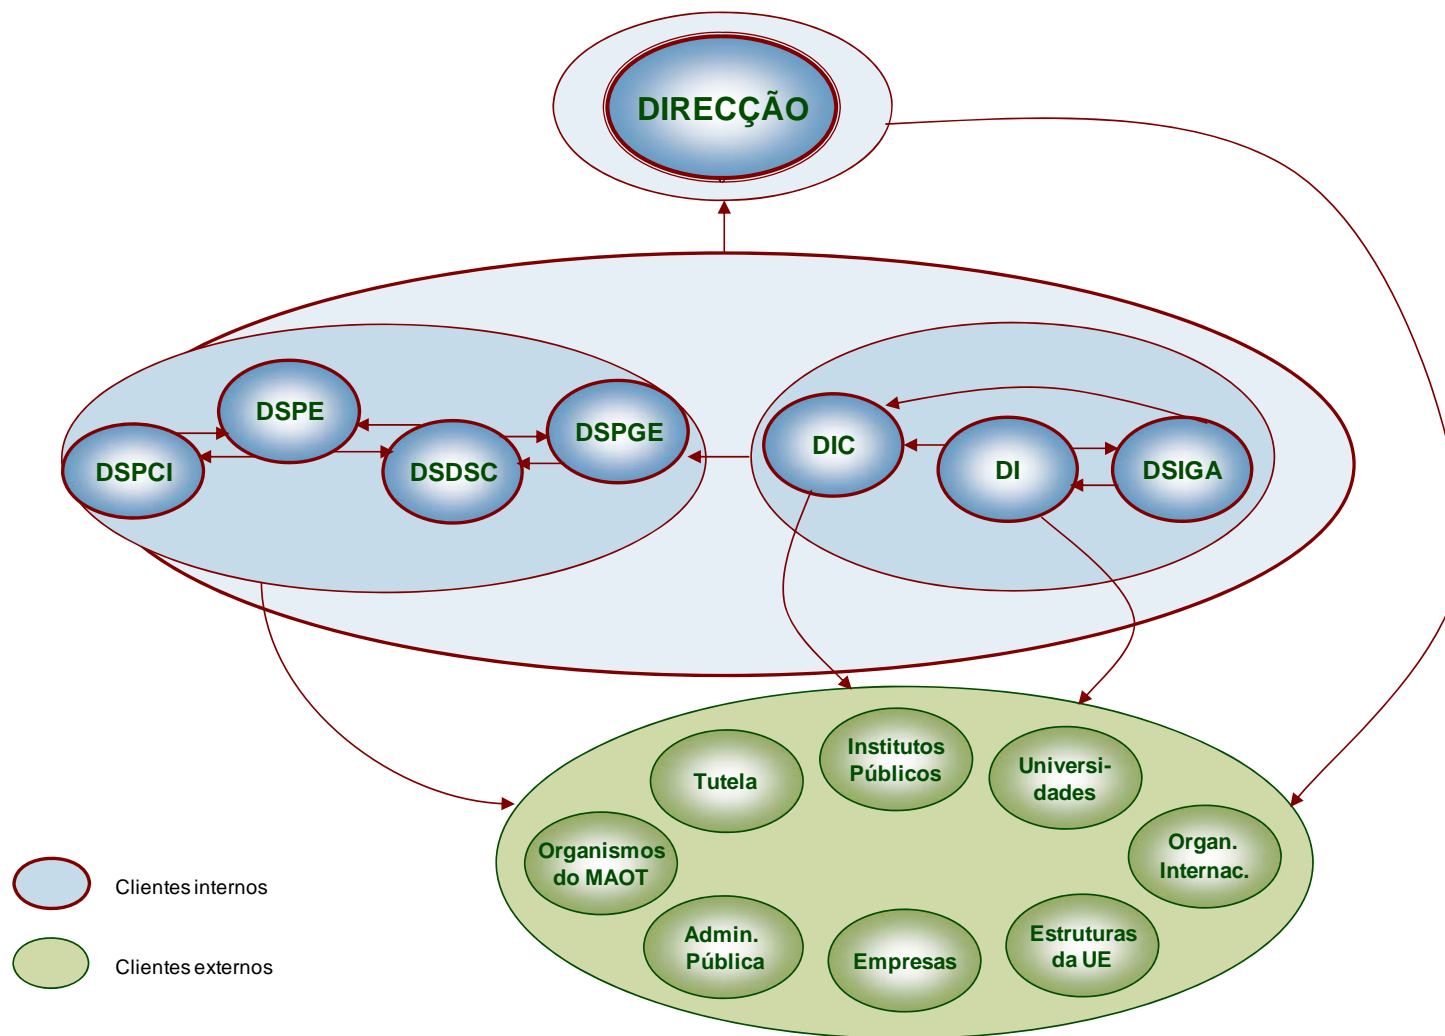 DIRECÇÃO
DSPE
DSPCI
DSDSC
DSPGE
DIC
DI
DSIGA
Institutos
Públicos
Tutela
Universi-
dades
Organismos
do MAOT
Organ.
Internac.
Admin.
Pública
Empresas
Estruturas
da UE
Clientes internos
Clientes externos